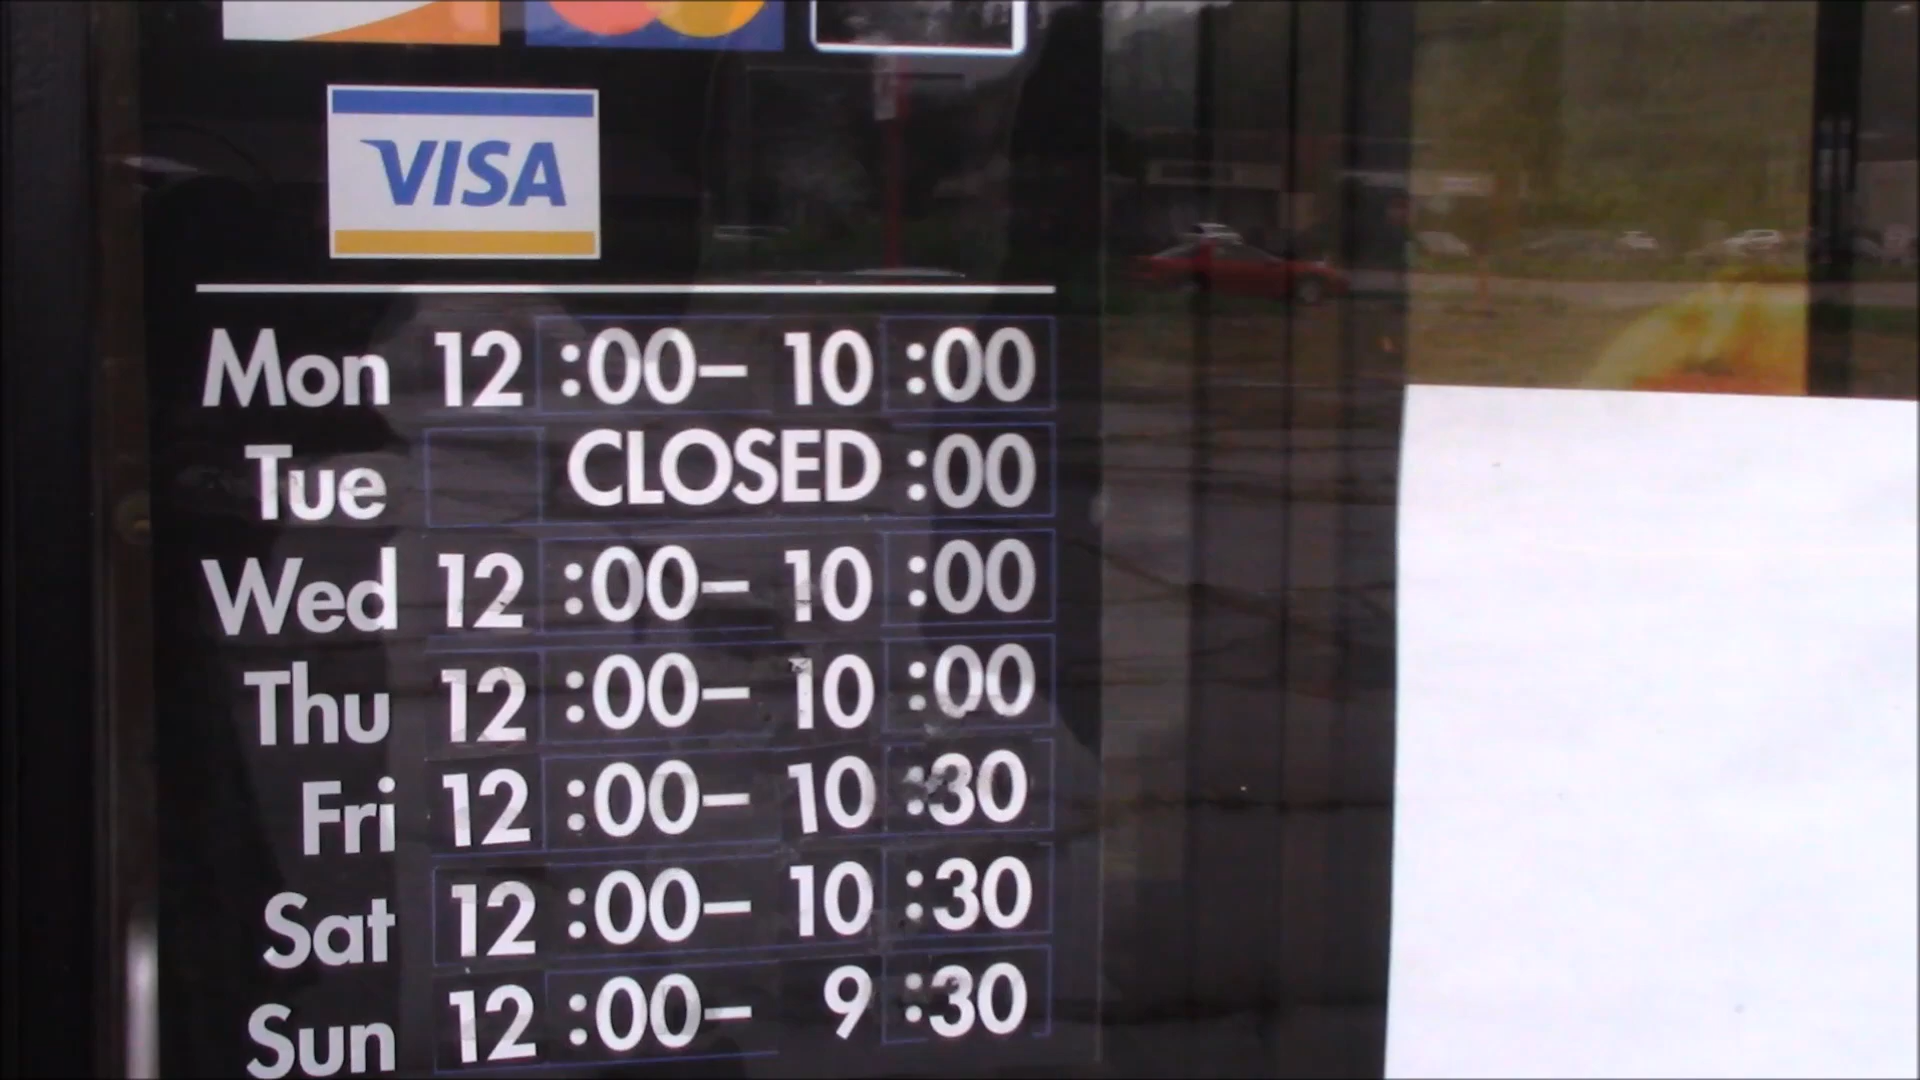 VISA
Mon 12 :00– 10 :00
Tue CLOSED :00
Wed 12 :00– 10 :00
Thu 12 :00– 10 :00
Fri 12 :00– 10 :30
Sat 12 :00– 10 :30
Sun 12 :00– 9 :30